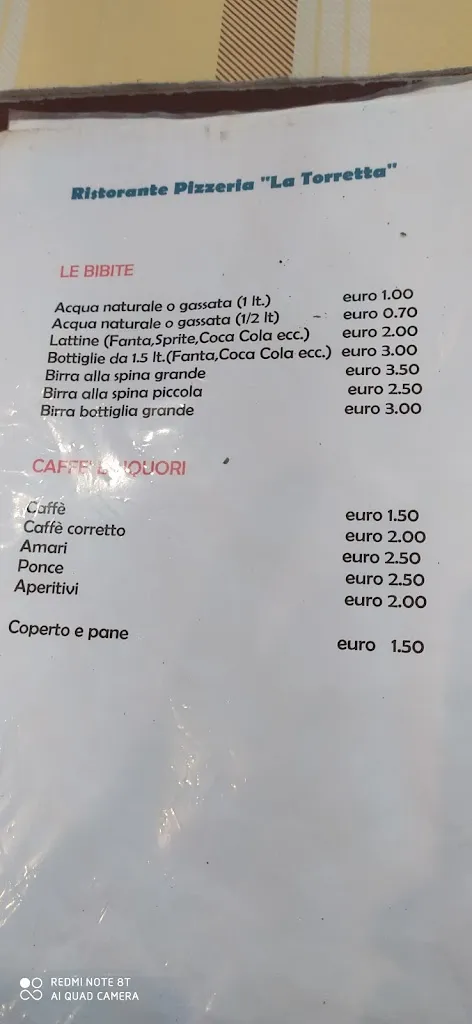 Ristorante Pizzeria "La Torretta"
LE BIBITE
Acqua naturale o gassata (1 lt.) euro 1.00
Acqua naturale o gassata (1/2 lt) euro 0.70
Lattine (Fanta,Sprite,Coca Cola ecc.) euro 2.00
Bottiglie da 1.5 lt.(Fanta,Coca Cola ecc.) euro 3.00
Birra alla spina grande euro 3.50
Birra alla spina piccola euro 2.50
Birra bottiglia grande euro 3.00
CAFFE' E LIQUORI
Caffè euro 1.50
Caffè corretto euro 2.00
Amari euro 2.50
Ponce euro 2.50
Aperitivi euro 2.00
Coperto e pane euro 1.50
REDMI NOTE 8T
AI QUAD CAMERA